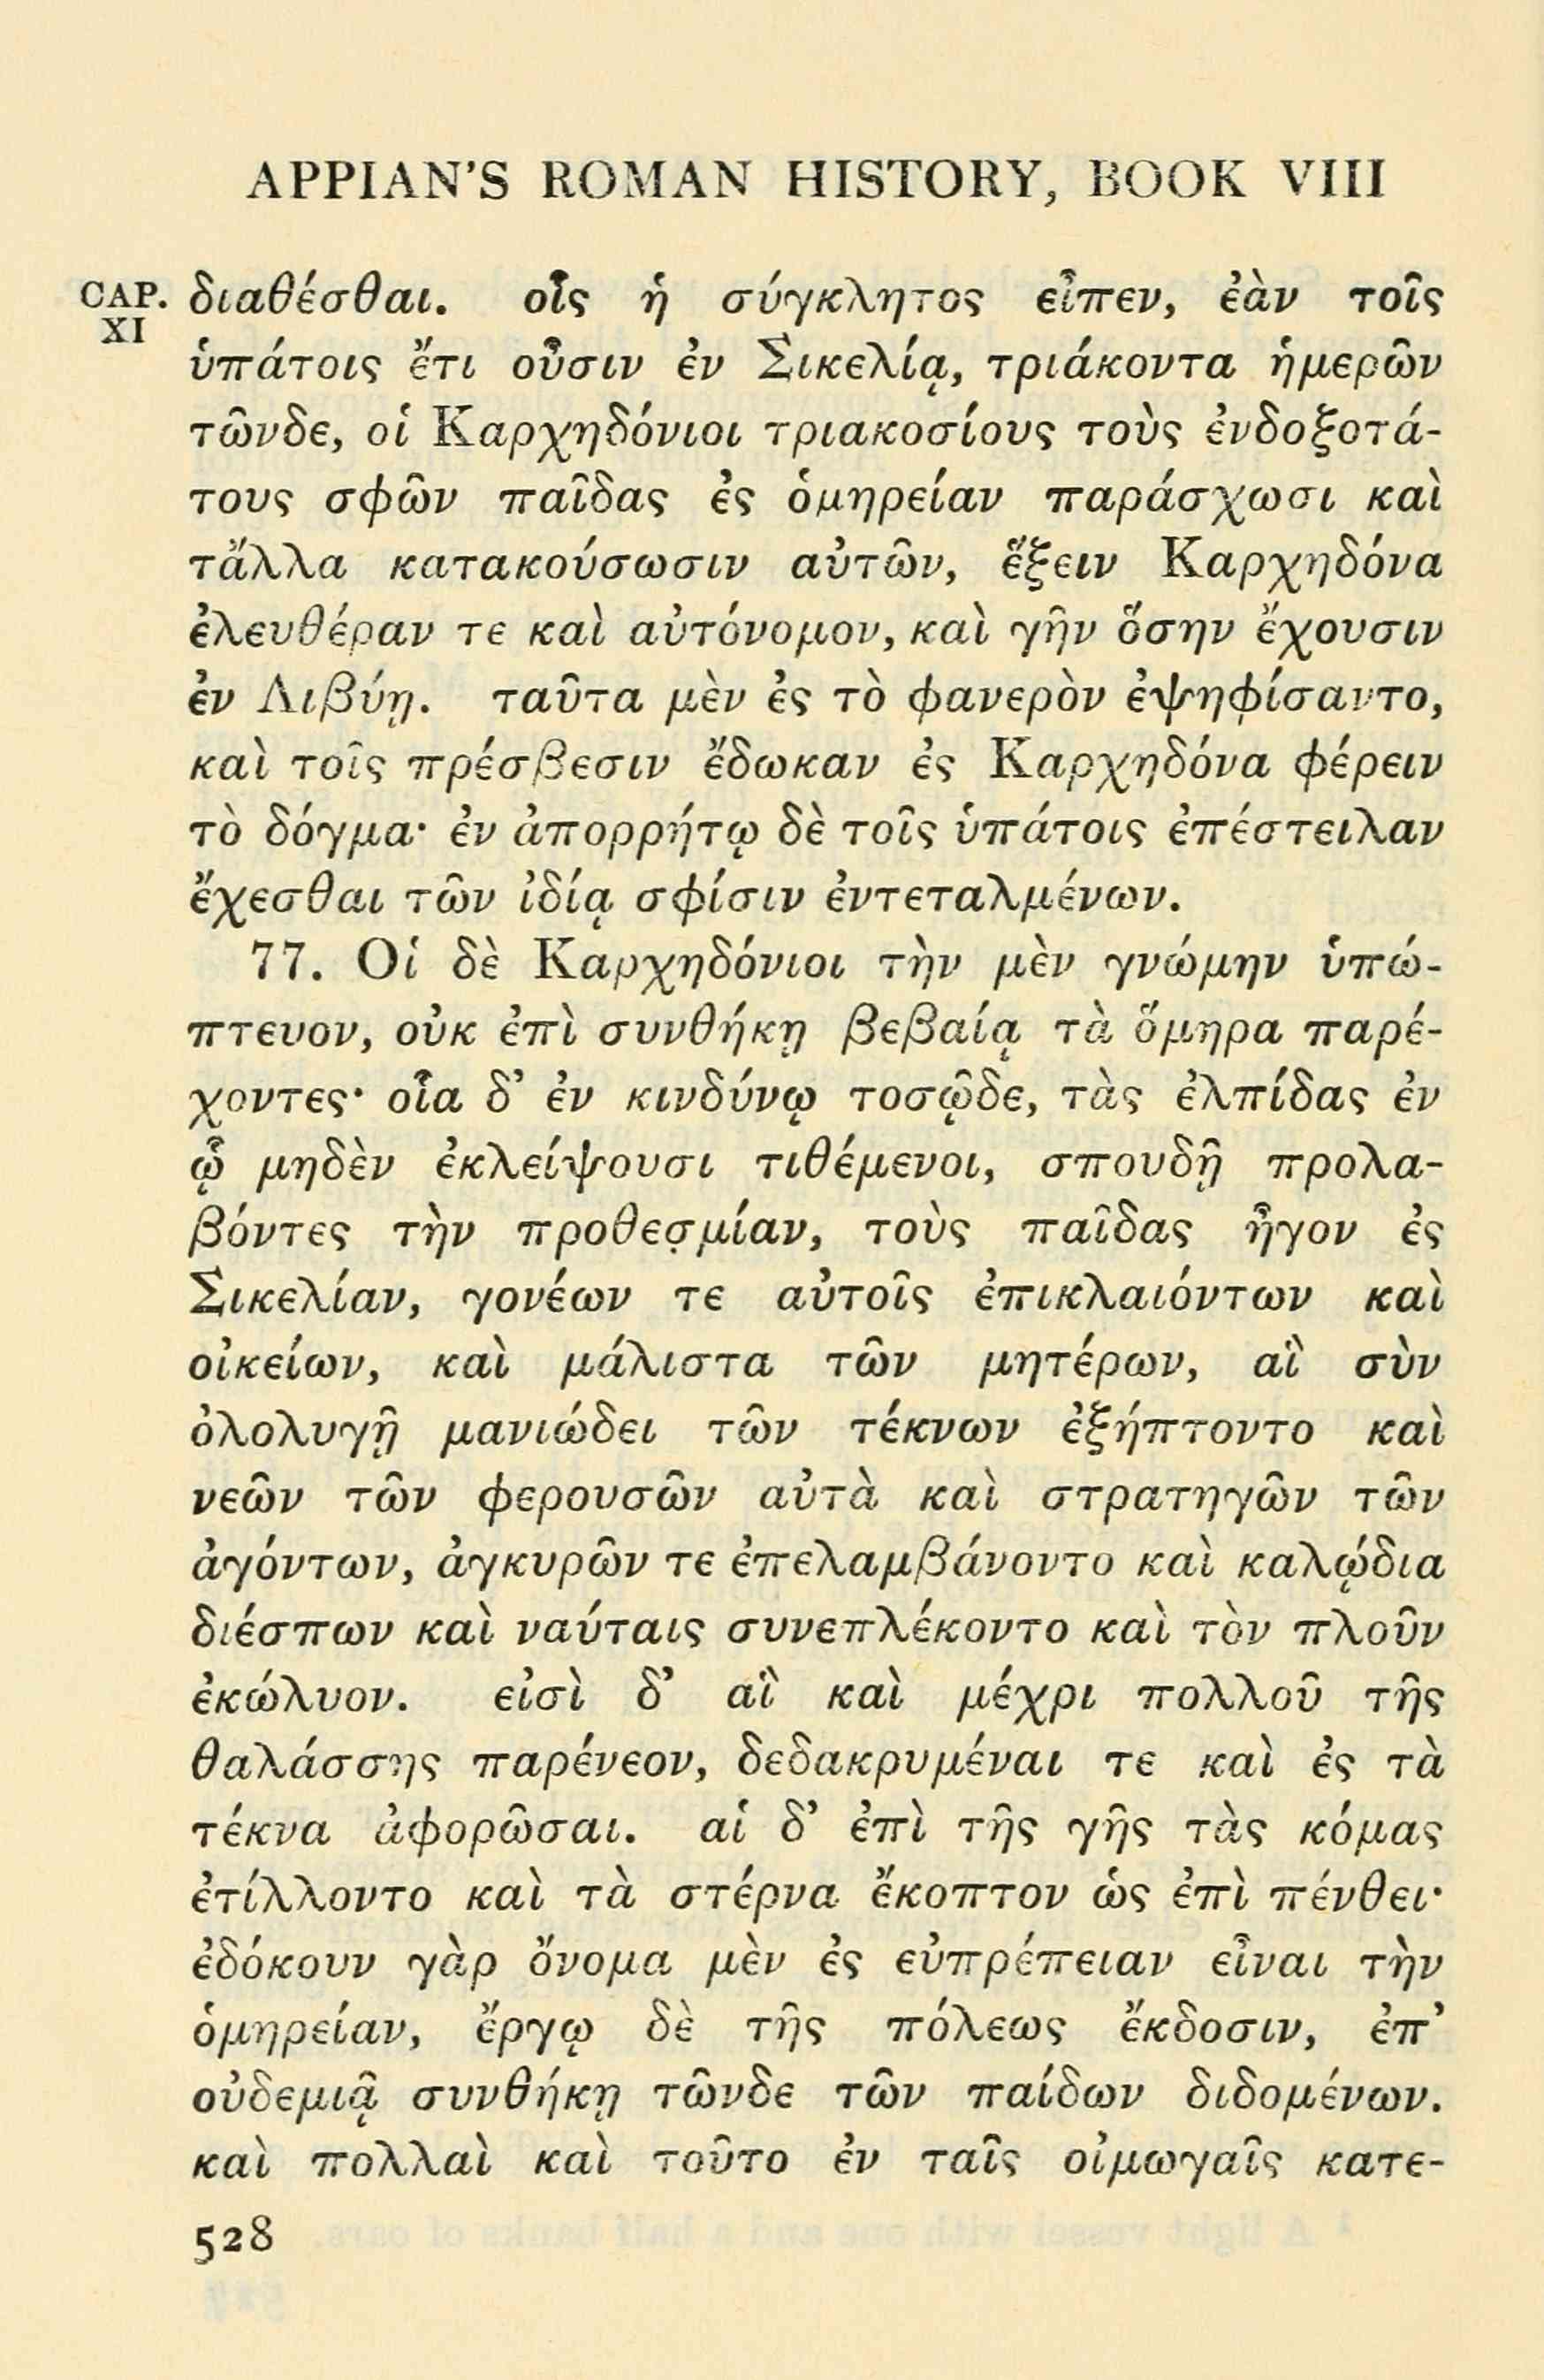 APPIAN'S ROMAN HISTORY, BOOK VIII
CAP. XI
διαθέσθαι. οἷς ἡ σύγκλητος εἶπεν, ἐὰν τοῖς
ὑπάτοις ἔτι οὖσιν ἐν Σικελίᾳ, τριάκοντα ἡμερῶν
τῶνδε, οἱ Καρχηδόνιοι τριακοσίους τοὺς ἐνδοξοτά-
τους σφῶν παῖδας ἐς ὁμηρείαν παράσχωσι καὶ
τἄλλα κατακούσωσιν αὐτῶν, ἕξειν Καρχηδόνα
ἐλευθέραν τε καὶ αὐτόνομον, καὶ γῆν ὅσην ἔχουσιν
ἐν Λιβύῃ. ταῦτα μὲν ἐς τὸ φανερὸν ἐψηφίσαντο,
καὶ τοῖς πρέσβεσιν ἔδωκαν ἐς Καρχηδόνα φέρειν
τὸ δόγμα· ἐν ἀπορρήτῳ δὲ τοῖς ὑπάτοις ἐπέστειλαν
ἔχεσθαι τῶν ἰδίᾳ σφίσιν ἐντεταλμένων.
77. Οἱ δὲ Καρχηδόνιοι τὴν μὲν γνώμην ὑπώ-
πτευον, οὐκ ἐπὶ συνθήκῃ βεβαίᾳ τὰ ὅμηρα παρέ-
χοντες· οἷα δ’ ἐν κινδύνῳ τοσῷδε, τὰς ἐλπίδας ἐν
ᾧ μηδὲν ἐκλείψουσι τιθέμενοι, σπουδῇ προλα-
βόντες τὴν προθεσμίαν, τοὺς παῖδας ἦγον ἐς
Σικελίαν, γονέων τε αὐτοῖς ἐπικλαιόντων καὶ
οἰκείων, καὶ μάλιστα τῶν μητέρων, αἳ σὺν
ὀλολυγῇ μανιώδει τῶν τέκνων ἐξήπτοντο καὶ
νεῶν τῶν φερουσῶν αὐτὰ καὶ στρατηγῶν τῶν
ἀγόντων, ἀγκυρῶν τε ἐπελαμβάνοντο καὶ καλῴδια
διέσπων καὶ ναύταις συνεπλέκοντο καὶ τὸν πλοῦν
ἐκώλυον. εἰσὶ δ’ αἳ καὶ μέχρι πολλοῦ τῆς
θαλάσσης παρένεον, δεδακρυμέναι τε καὶ ἐς τὰ
τέκνα ἀφορῶσαι. αἱ δ’ ἐπὶ τῆς γῆς τὰς κόμας
ἐτίλλοντο καὶ τὰ στέρνα ἔκοπτον ὡς ἐπὶ πένθει·
ἐδόκουν γὰρ ὄνομα μὲν ἐς εὐπρέπειαν εἶναι τὴν
ὁμηρείαν, ἔργῳ δὲ τῆς πόλεως ἔκδοσιν, ἐπ’
οὐδεμιᾷ συνθήκῃ τῶνδε τῶν παίδων διδομένων.
καὶ πολλαὶ καὶ τοῦτο ἐν ταῖς οἰμωγαῖς κατε-
528